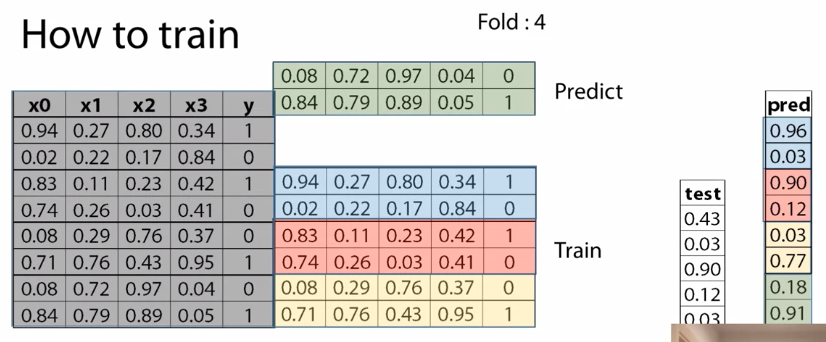 How to train
Fold : 4
0.08 0.72 0.97 0.04 0
0.84 0.79 0.89 0.05 1
Predict
x0 x1 x2 x3 y
0.94 0.27 0.80 0.34 1
0.02 0.22 0.17 0.84 0
0.83 0.11 0.23 0.42 1
0.74 0.26 0.03 0.41 0
0.08 0.29 0.76 0.37 0
0.71 0.76 0.43 0.95 1
0.08 0.72 0.97 0.04 0
0.84 0.79 0.89 0.05 1
0.94 0.27 0.80 0.34 1
0.02 0.22 0.17 0.84 0
0.83 0.11 0.23 0.42 1
0.74 0.26 0.03 0.41 0
0.08 0.29 0.76 0.37 0
0.71 0.76 0.43 0.95 1
Train
test
0.43
0.03
0.90
0.12
0.03
pred
0.96
0.03
0.90
0.12
0.03
0.77
0.18
0.91